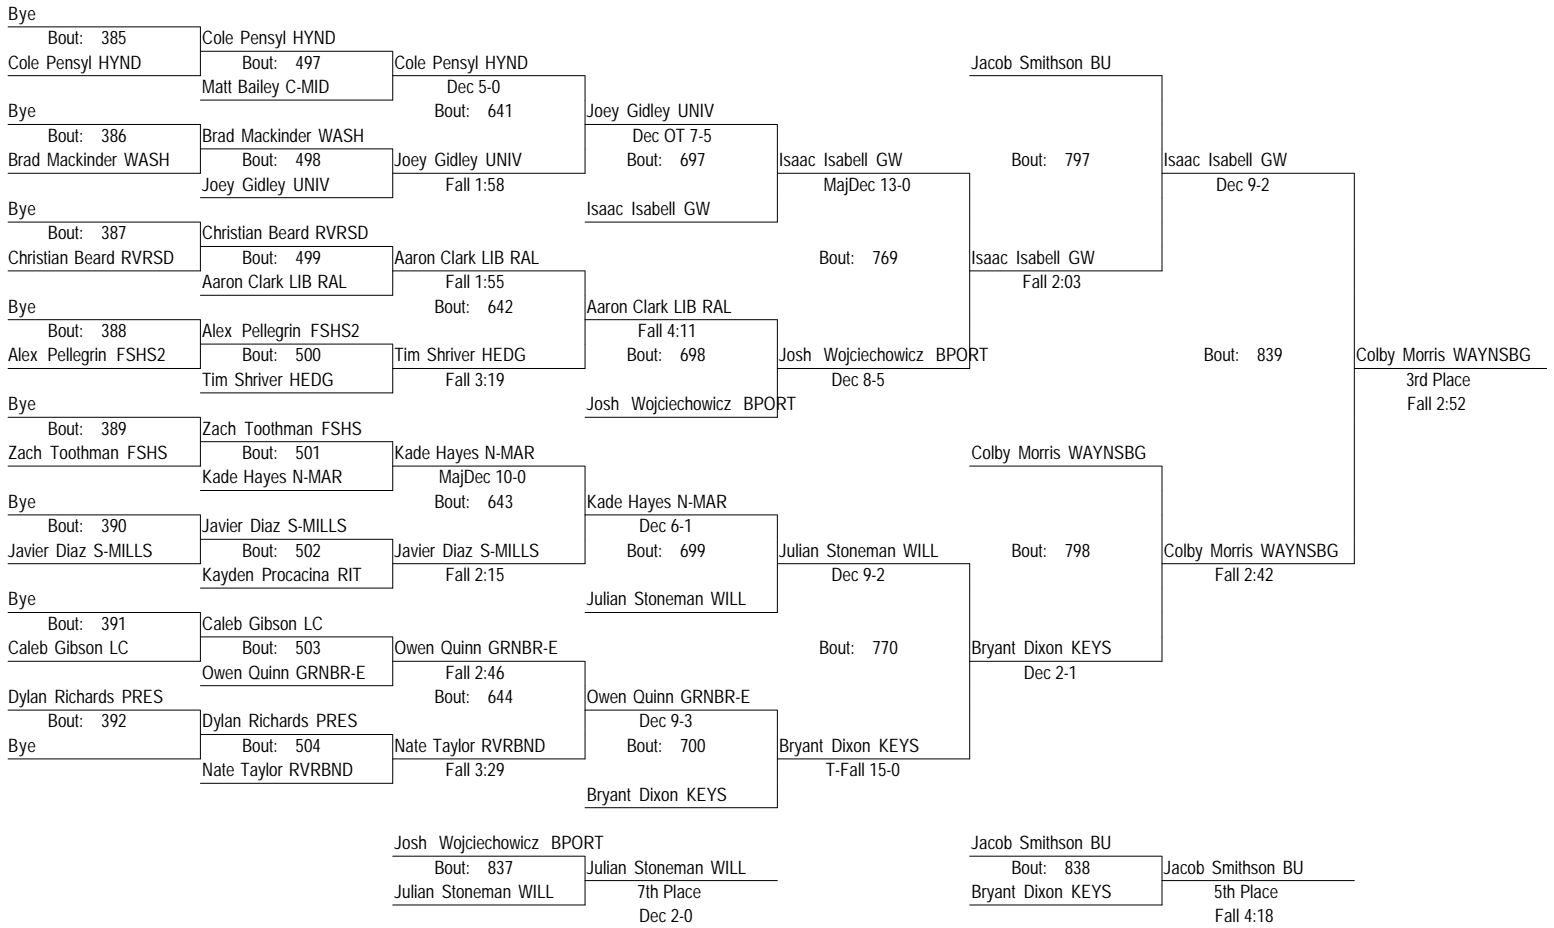 Bye
Bout: 385
Cole Pensyl HYND
Cole Pensyl HYND
Bout: 497
Matt Bailey C-MID
Bye
Bout: 386
Brad Mackinder WASH
Brad Mackinder WASH
Bout: 498
Joey Gidley UNIV
Bye
Bout: 387
Christian Beard RVRSD
Christian Beard RVRSD
Bout: 499
Aaron Clark LIB RAL
Bye
Bout: 388
Alex Pellegrin FSHS2
Alex Pellegrin FSHS2
Bout: 500
Tim Shriver HEDG
Bye
Bout: 389
Zach Toothman FSHS
Zach Toothman FSHS
Bout: 501
Kade Hayes N-MAR
Bye
Bout: 390
Javier Diaz S-MILLS
Javier Diaz S-MILLS
Bout: 502
Kayden Procacina RIT
Bye
Bout: 391
Caleb Gibson LC
Caleb Gibson LC
Bout: 503
Owen Quinn GRNBR-E
Dylan Richards PRES
Bout: 392
Bye
Dylan Richards PRES
Bout: 504
Nate Taylor RVRBND
Cole Pensyl HYND
Dec 5-0
Bout: 641
Joey Gidley UNIV
Fall 1:58
Aaron Clark LIB RAL
Fall 1:55
Bout: 642
Tim Shriver HEDG
Fall 3:19
Kade Hayes N-MAR
MajDec 10-0
Bout: 643
Javier Diaz S-MILLS
Fall 2:15
Owen Quinn GRNBR-E
Fall 2:46
Bout: 644
Nate Taylor RVRBND
Fall 3:29
Joey Gidley UNIV
Dec OT 7-5
Bout: 697
Isaac Isabell GW
Aaron Clark LIB RAL
Fall 4:11
Bout: 698
Josh Wojciechowicz BPORT
Kade Hayes N-MAR
Dec 6-1
Bout: 699
Julian Stoneman WILL
Owen Quinn GRNBR-E
Dec 9-3
Bout: 700
Bryant Dixon KEYS
Isaac Isabell GW
MajDec 13-0
Bout: 769
Josh Wojciechowicz BPORT
Dec 8-5
Julian Stoneman WILL
Dec 9-2
Bout: 770
Bryant Dixon KEYS
T-Fall 15-0
Jacob Smithson BU
Bout: 797
Isaac Isabell GW
Fall 2:03
Colby Morris WAYNSBG
Bout: 798
Bryant Dixon KEYS
Dec 2-1
Isaac Isabell GW
Dec 9-2
Bout: 839
Colby Morris WAYNSBG
Fall 2:42
Colby Morris WAYNSBG
3rd Place
Fall 2:52
Josh Wojciechowicz BPORT
Bout: 837
Julian Stoneman WILL
Julian Stoneman WILL
7th Place
Dec 2-0
Jacob Smithson BU
Bout: 838
Bryant Dixon KEYS
Jacob Smithson BU
5th Place
Fall 4:18